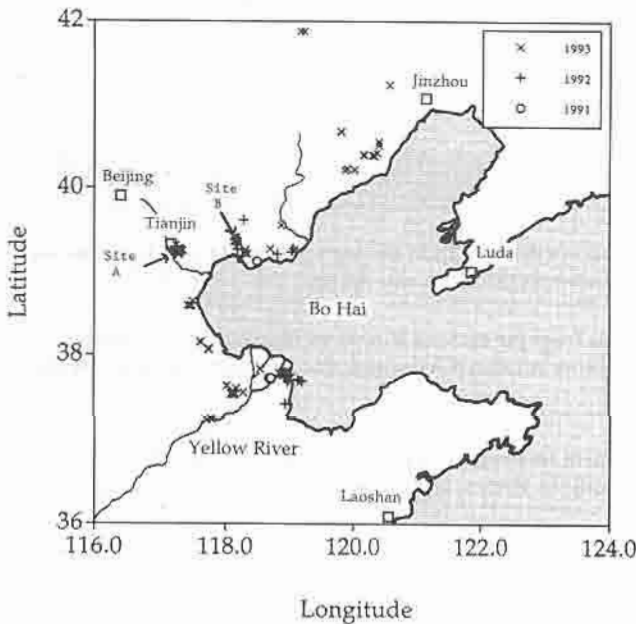 42
× 1993
+ 1992
○ 1991
Jinzhou
40
Beijing
Site
B
Tianjin
Site
A
Luda
Latitude
Bo Hai
38
Yellow River
Laoshan
36
116.0 118.0 120.0 122.0 124.0
Longitude